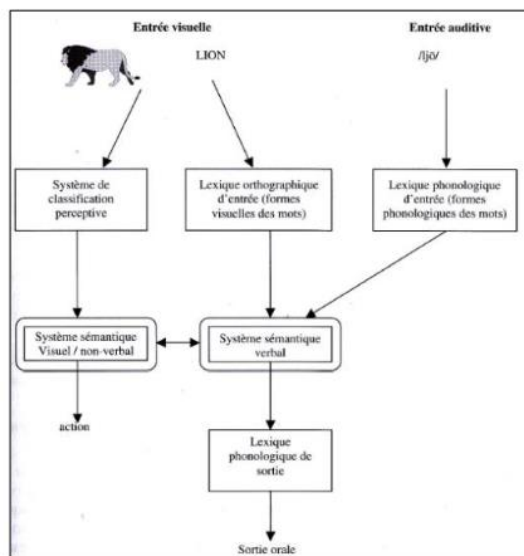 Entrée visuelle
Entrée auditive
LION
/ljɔ̃/
Système de
classification
perceptive
Lexique orthographique
d'entrée (formes
visuelles des mots)
Lexique phonologique
d'entrée (formes
phonologiques des mots)
Système sémantique
Visuel / non-verbal
Système sémantique
verbal
action
Lexique
phonologique de
sortie
Sortie orale